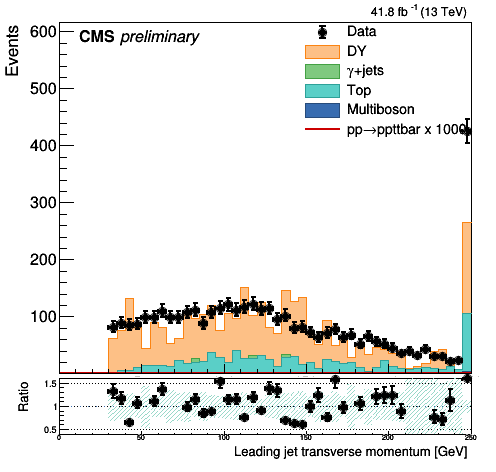 41.8 fb⁻¹ (13 TeV)
CMS preliminary
Events
600
500
400
300
200
100
Data
DY
γ+jets
Top
Multiboson
pp→ppttbar x 1000
Ratio
1.5
1
0.5
0 50 100 150 200 250
Leading jet transverse momentum [GeV]